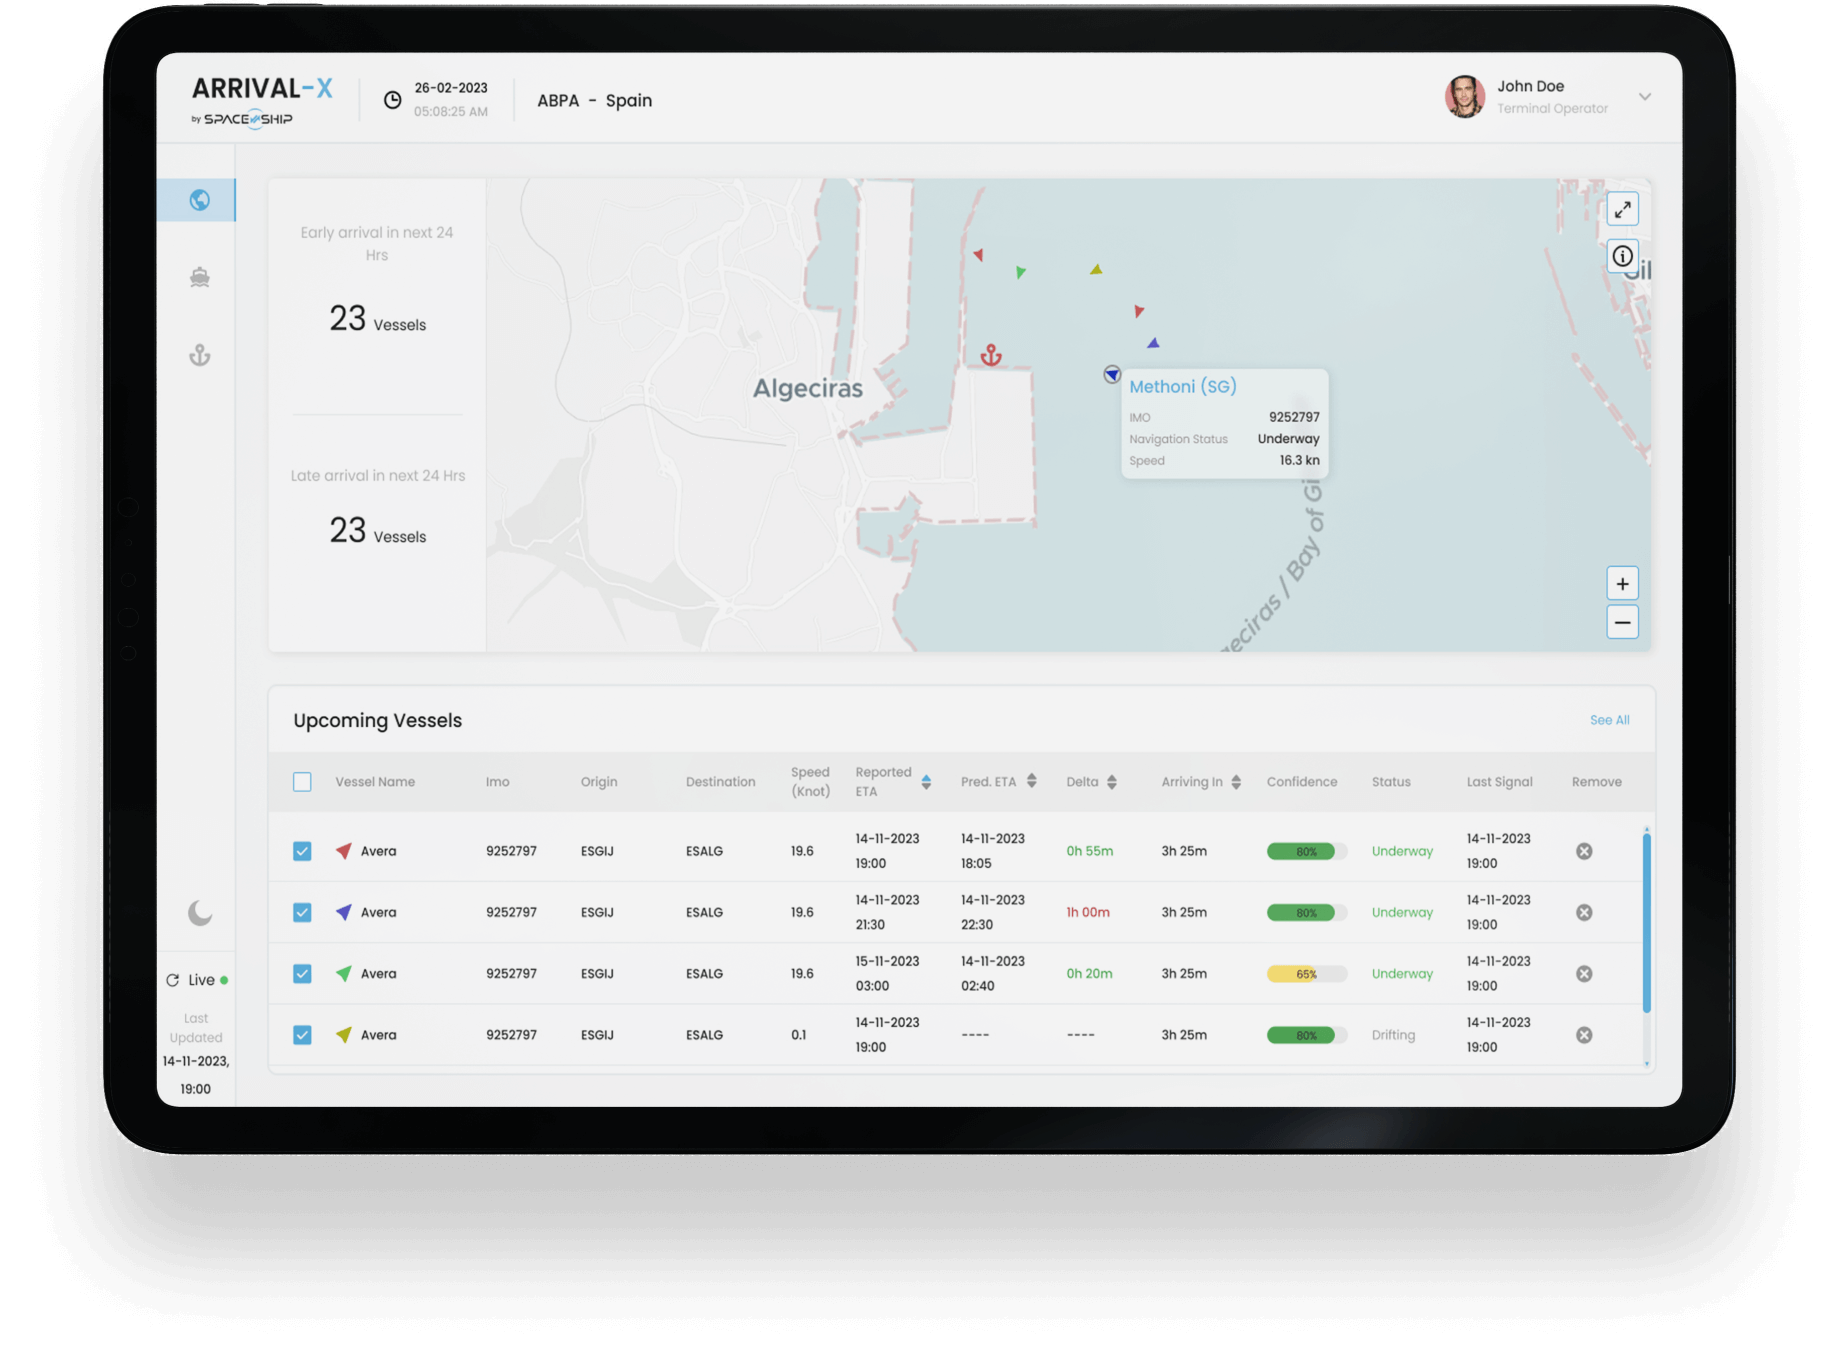 ARRIVAL-X
by SPACE SHIP
26-02-2023
05:08:25 AM
ABPA - Spain
John Doe
Terminal Operator
Early arrival in next 24
Hrs
23 Vessels
Late arrival in next 24 Hrs
23 Vessels
Algeciras
Methoni (SG)
IMO 9252797
Navigation Status Underway
Speed 16.3 kn
geciras / Bay of Gi
Gil
Upcoming Vessels
See All
Vessel Name Imo Origin Destination Speed (Knot) Reported ETA Pred. ETA Delta Arriving In Confidence Status Last Signal Remove
Avera 9252797 ESGIJ ESALG 19.6 14-11-2023 19:00 14-11-2023 18:05 0h 55m 3h 25m 80% Underway 14-11-2023 19:00
Avera 9252797 ESGIJ ESALG 19.6 14-11-2023 21:30 14-11-2023 22:30 1h 00m 3h 25m 80% Underway 14-11-2023 19:00
Avera 9252797 ESGIJ ESALG 19.6 15-11-2023 03:00 14-11-2023 02:40 0h 20m 3h 25m 65% Underway 14-11-2023 19:00
Avera 9252797 ESGIJ ESALG 0.1 14-11-2023 19:00 ---- ---- 3h 25m 80% Drifting 14-11-2023 19:00
Live
Last
Updated
14-11-2023,
19:00